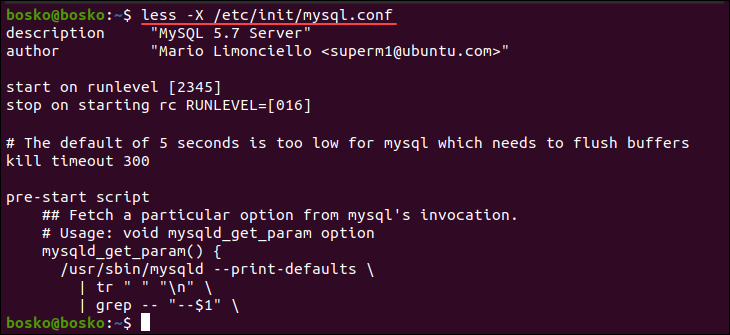 bosko@bosko:~$ less -X /etc/init/mysql.conf
description     "MySQL 5.7 Server"
author          "Mario Limonciello <superm1@ubuntu.com>"

start on runlevel [2345]
stop on starting rc RUNLEVEL=[016]

# The default of 5 seconds is too low for mysql which needs to flush buffers
kill timeout 300

pre-start script
    ## Fetch a particular option from mysql's invocation.
    # Usage: void mysqld_get_param option
    mysqld_get_param() {
      /usr/sbin/mysqld --print-defaults \
        | tr " " "\n" \
        | grep -- "--$1" \
bosko@bosko:~$